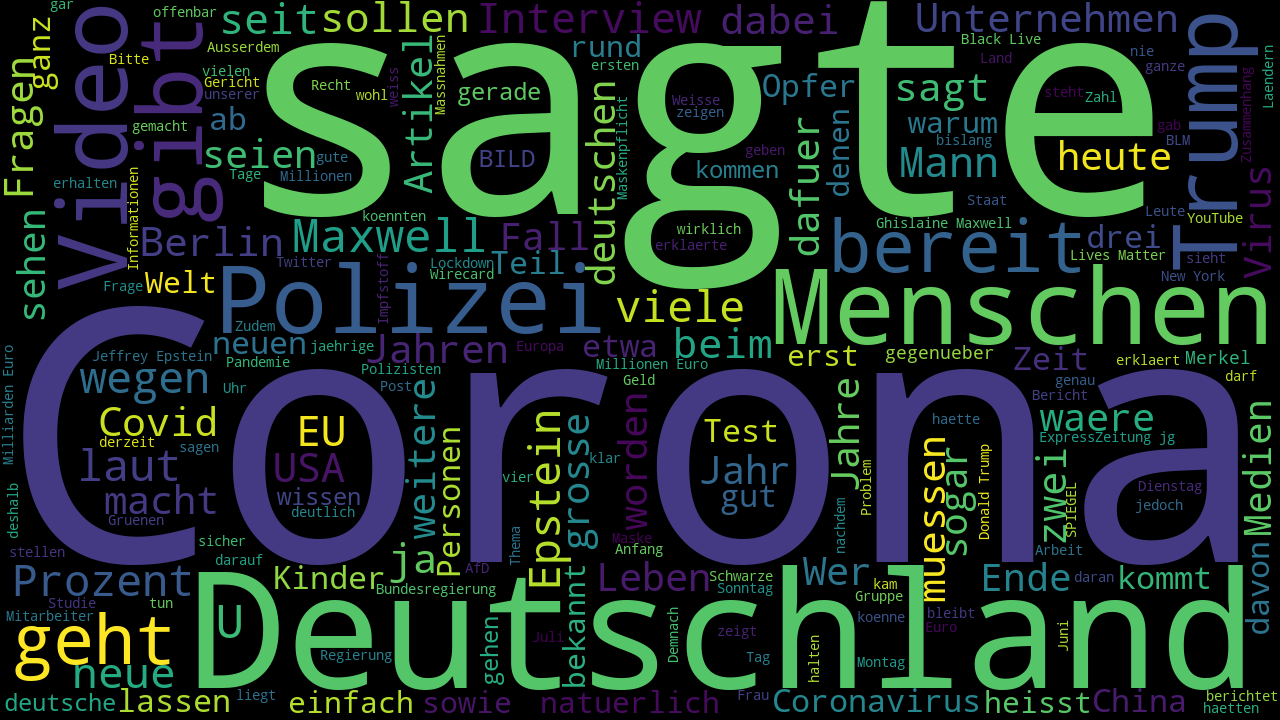 gar
offenbar
seit
sollen
Interview
dabei
Unternehmen
ganz
Video
gibt
sagte
Trump
Fragen
Bitte
Ausserdem
vielen
Gericht
unserer
rund
ersten
Black Live
Land
nie
ganze
Laendern
Recht
wohl
weiss
Artikel
Massnahmen
gerade
Opfer
sagt
steht
Zahl
Zusammenhang
gemacht
ab
BILD
deutschen
Weisse
zeigen
Maskenpflicht
dafuer
denen
warum
bislang
gab
BLM
seien
gute
Tage
Millionen
kommen
geben
Mann
heute
virus
erhalten
Informationen
sehen
koennten
Staat
Leute
YouTube
Berlin
Maxwell
Fall
wirklich
erklaerte
Ghislaine Maxwell
bereit
drei
Lives Matter
sieht
New York
Welt
Frage
Twitter
Impfstoff
Lockdown
Wirecard
Teil
Polizei
viele
Menschen
Zudem
neuen
jaehrige
Jahren
Europa
etwa
beim
erst
gegenueber
Zeit
erklaert
Merkel
Milliarden Euro
Jeffrey Epstein
Pandemie
Polizisten
Millionen Euro
Geld
darf
wegen
Uhr
Post
genau
Bericht
Corona
Covid
derzeit
sagen
EU
weitere
Personen
Epstein
grosse
worden
Test
Jahre
haette
waere
ExpressZeitung jg
Medien
laut
USA
klar
vier
Jahr
Problem
muessen
sogar
Donald Trump
zwei
SPIEGEL
Dienstag
jedoch
macht
wissen
deutlich
gut
Gruenen
deshalb
stellen
sicher
darauf
ja
Thema
Maske
Anfang
nachdem
Arbeit
davon
Prozent
Kinder
AfD
Bundesregierung
Leben
Schwarze
Sonntag
Wer
kam
Gruppe
Ende
daran
kommt
Studie
Mitarbeiter
tun
U
Deutschland
bekannt
koenne
bleibt
Euro
geht
gehen
Juli
Demnach
zeigt
Juni
Regierung
Tag
halten
Montag
neue
deutsche
lassen
liegt
einfach
sowie
natuerlich
Frau
Coronavirus
heisst
China
berichtet
haetten